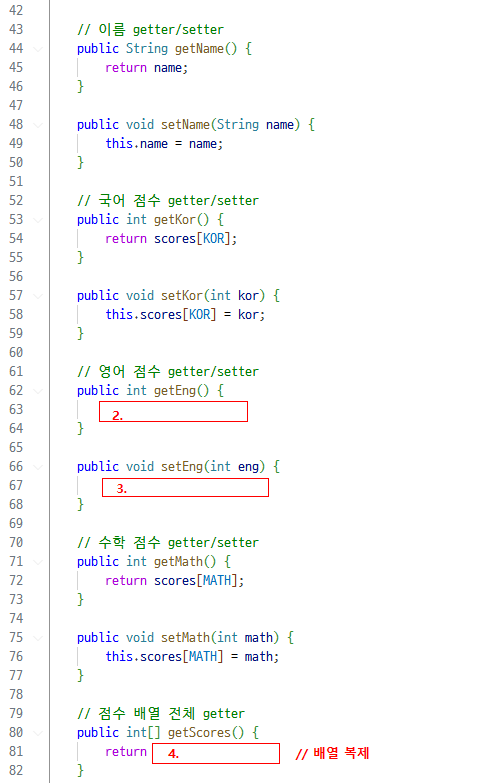 42
43 // 이름 getter/setter
44 public String getName() {
45 return name;
46 }
47
48 public void setName(String name) {
49 this.name = name;
50 }
51
52 // 국어 점수 getter/setter
53 public int getKor() {
54 return scores[KOR];
55 }
56
57 public void setKor(int kor) {
58 this.scores[KOR] = kor;
59 }
60
61 // 영어 점수 getter/setter
62 public int getEng() {
63 2.
64 }
65
66 public void setEng(int eng) {
67 3.
68 }
69
70 // 수학 점수 getter/setter
71 public int getMath() {
72 return scores[MATH];
73 }
74
75 public void setMath(int math) {
76 this.scores[MATH] = math;
77 }
78
79 // 점수 배열 전체 getter
80 public int[] getScores() {
81 return 4. // 배열 복제
82 }